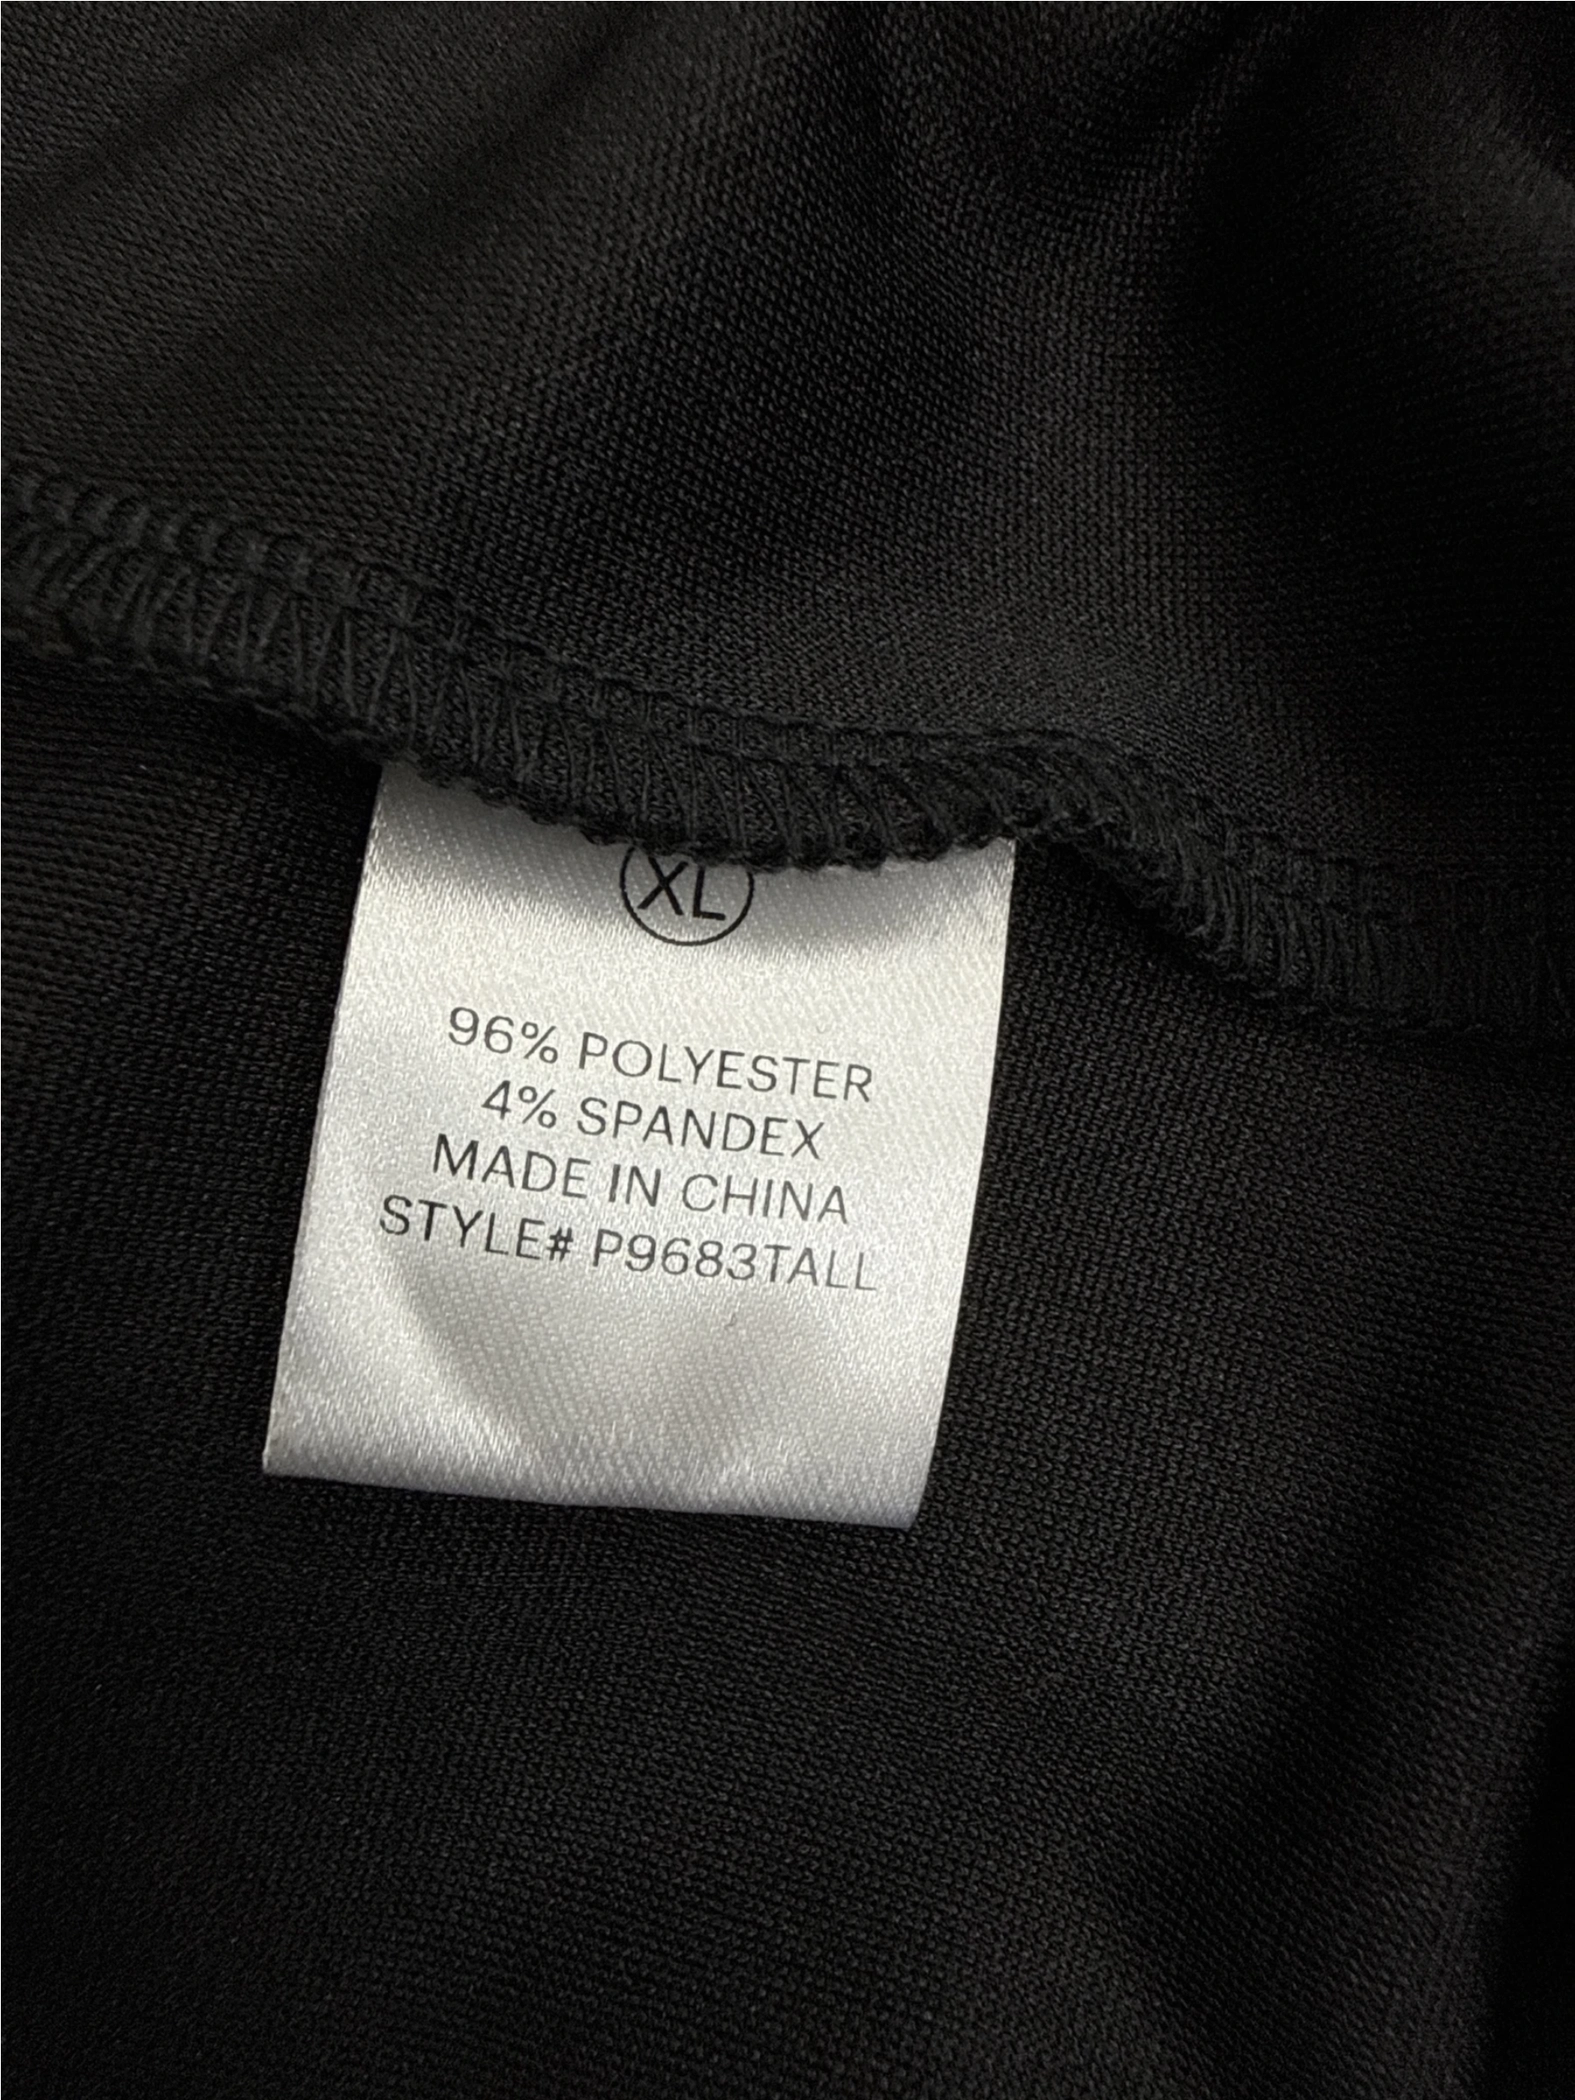 XL
96% POLYESTER
4% SPANDEX
MADE IN CHINA
STYLE# P9683TALL